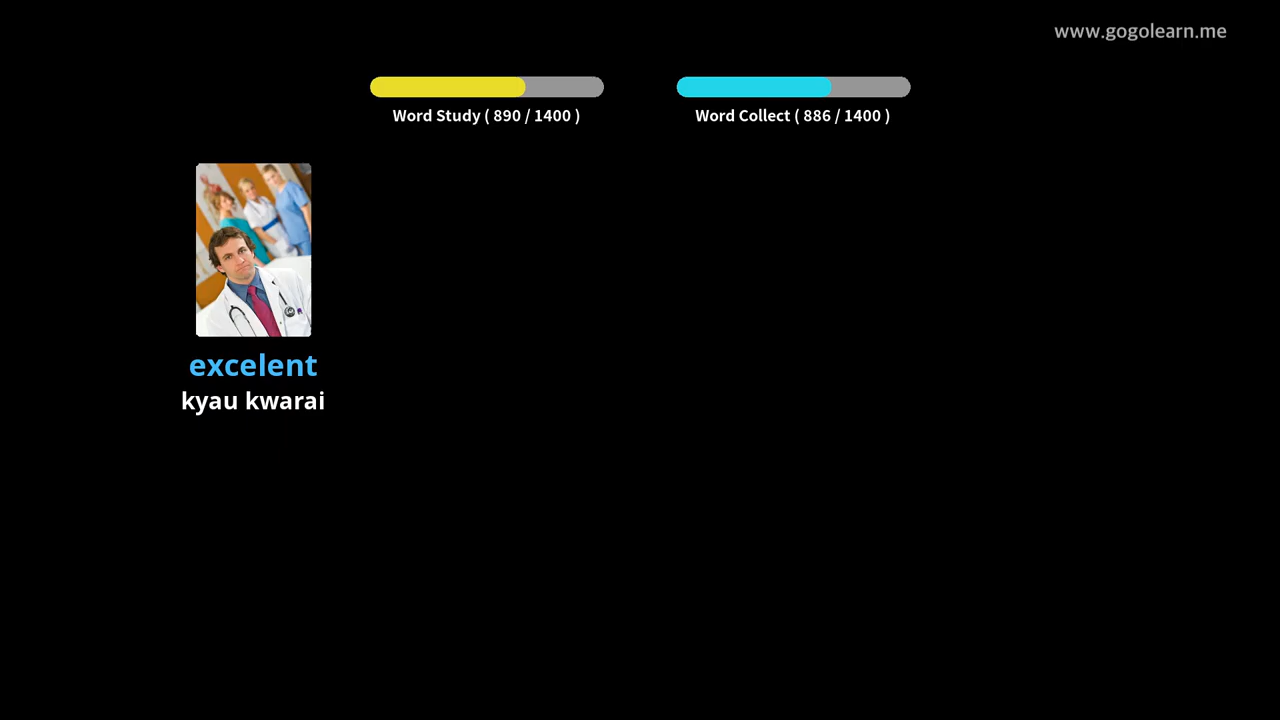 www.gogolearn.me
Word Study ( 890 / 1400 )
Word Collect ( 886 / 1400 )
excelent
kyau kwarai